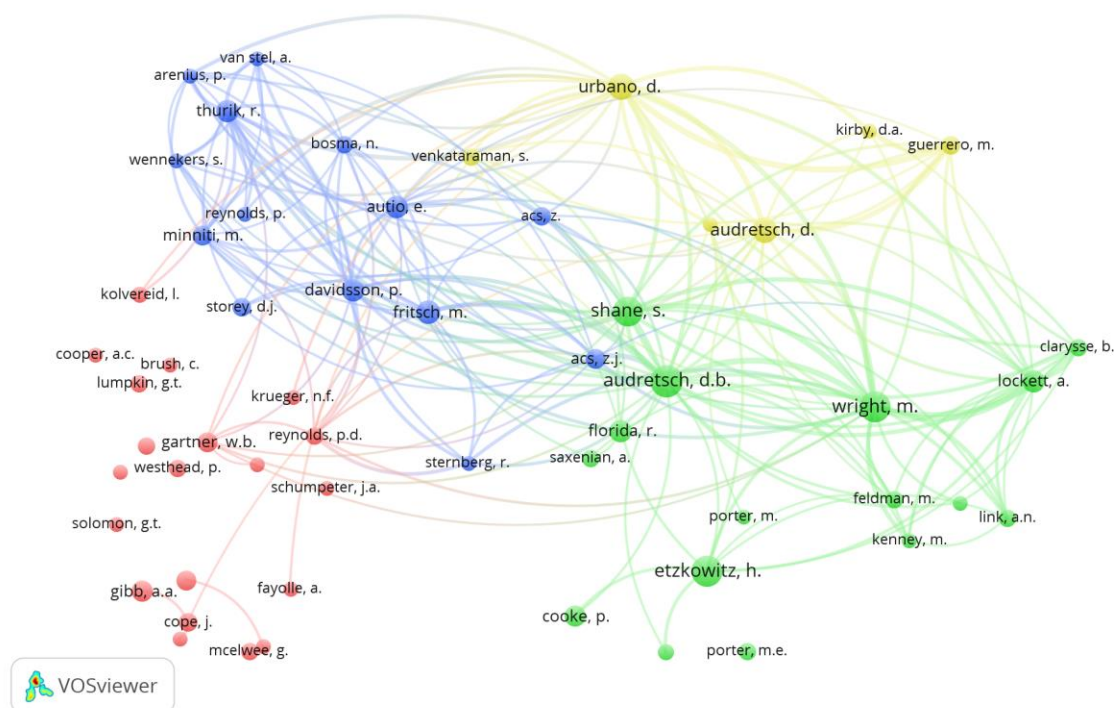 van stel, a.
arenius, p.
urbano, d.
thurik, r.
kirby, d.a.
bosma, n.
guerrero, m.
wennekers, s.
venkataraman, s.
autio, e.
reynolds, p.
acs, z.
minniti, m.
audretsch, d.
kolvereid, l.
davidsson, p.
storey, d.j.
fritsch, m.
shane, s.
clarysse, b.
cooper, a.c.
brush, c.
acs, z.j.
lumpkin, g.t.
audretsch, d.b.
lockett, a.
krueger, n.f.
wright, m.
gartner, w.b.
reynolds, p.d.
florida, r.
westhead, p.
sternberg, r.
saxenian, a.
schumpeter, j.a.
feldman, m.
solomon, g.t.
porter, m.
link, a.n.
kenney, m.
etzkowitz, h.
gibb, a.a.
fayolle, a.
cope, j.
cooke, p.
mcelwee, g.
porter, m.e.
VOSviewer